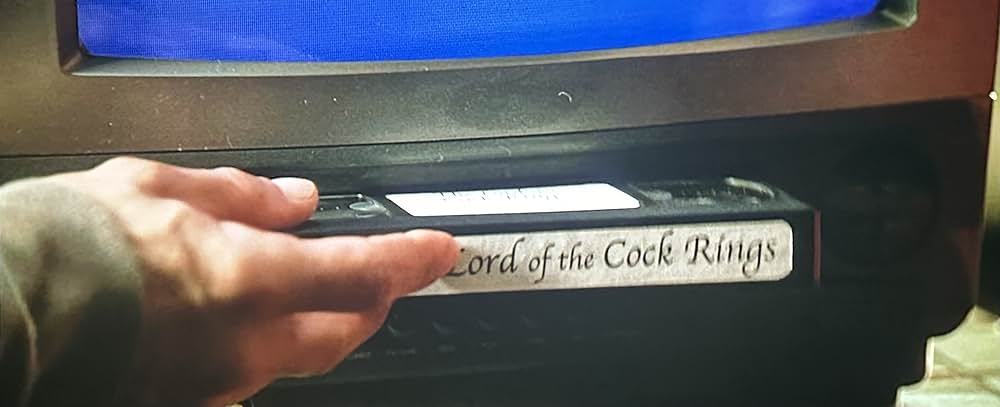 Lord of the Cock Rings